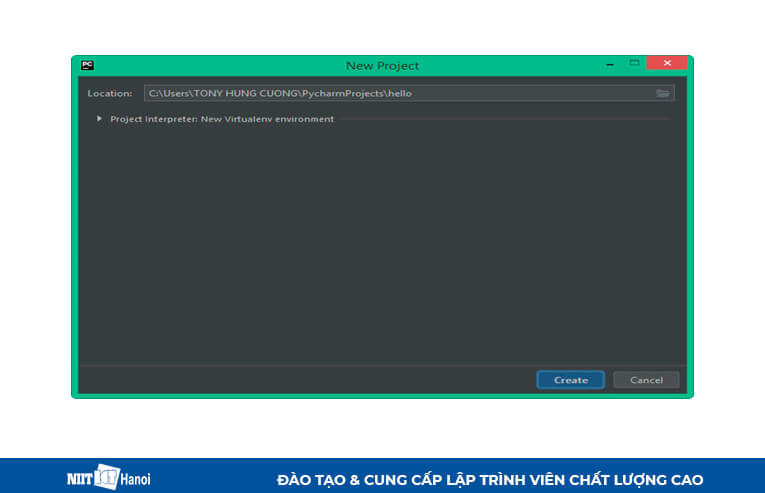 PC
New Project
Location: C:\Users\TONY HUNG CUONG\PycharmProjects\hello
Project Interpreter: New Virtualenv environment
Create Cancel
NIIT ICT Hanoi
ĐÀO TẠO & CUNG CẤP LẬP TRÌNH VIÊN CHẤT LƯỢNG CAO